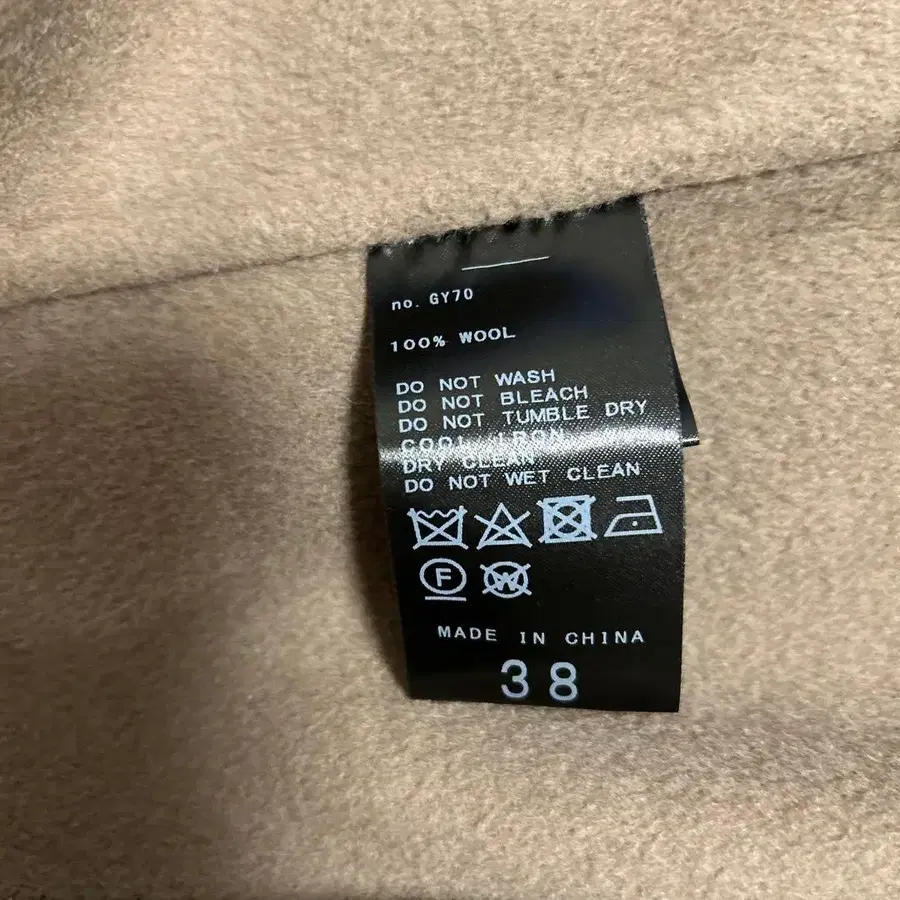 no. GY70
100% WOOL
DO NOT WASH
DO NOT BLEACH
DO NOT TUMBLE DRY
COOL IRON
DRY CLEAN
DO NOT WET CLEAN
F W
MADE IN CHINA
38